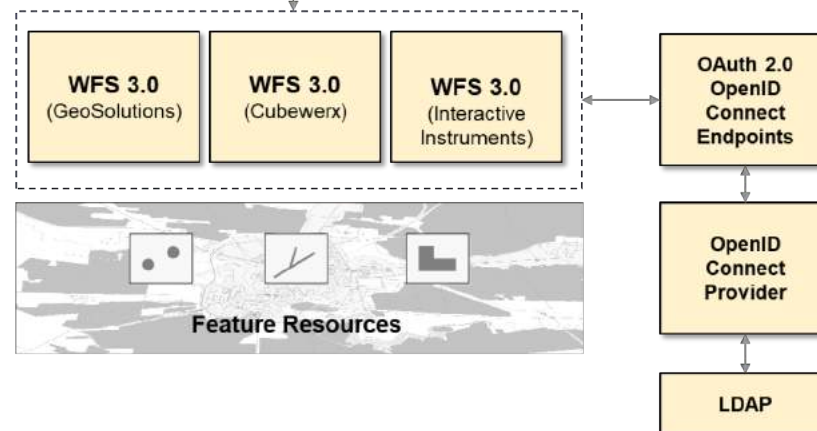 WFS 3.0
(GeoSolutions)
WFS 3.0
(Cubewerx)
WFS 3.0
(Interactive
Instruments)
OAuth 2.0
OpenID
Connect
Endpoints
OpenID
Connect
Provider
Feature Resources
LDAP